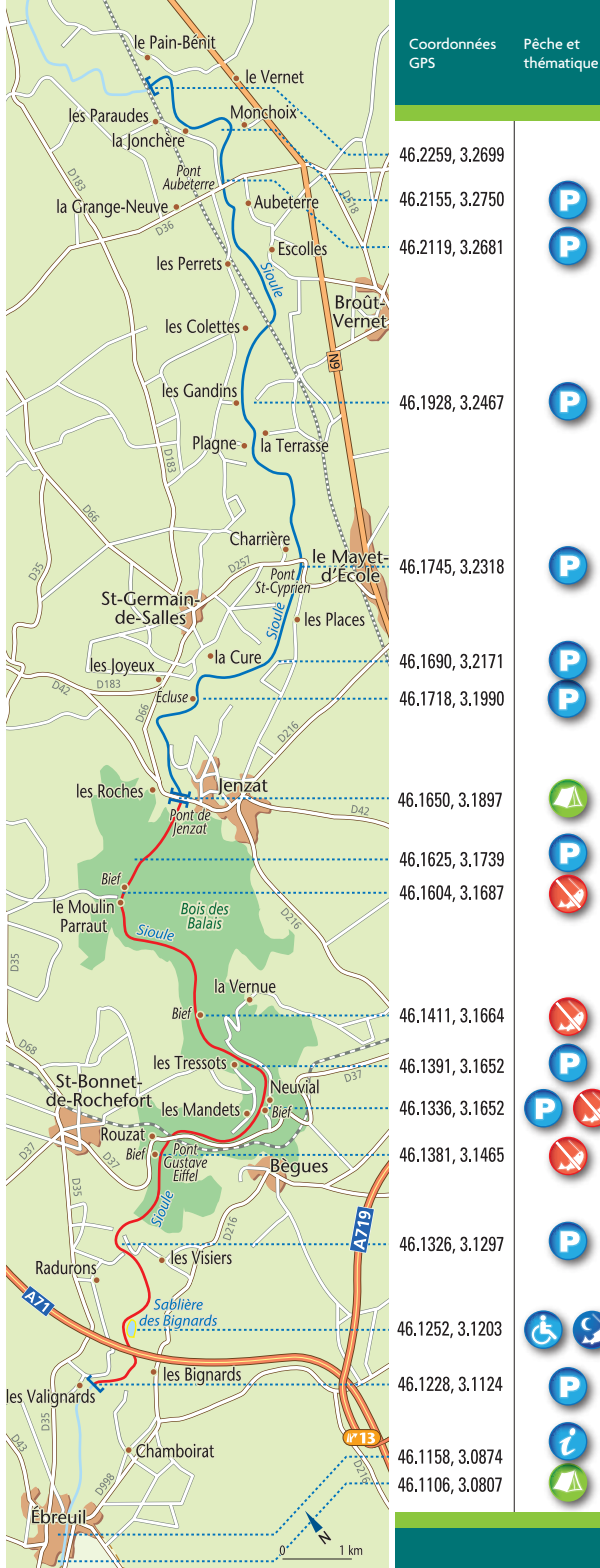 le Pain-Bénit
le Vernet
les Paraudes
Monchoix
la Jonchère
Pont
Aubeterre
D183
D518
la Grange-Neuve
Aubeterre
D36
Escolles
les Perrets
Sioule
Broût-
Vernet
les Colettes
N9
les Gandins
Plagne
la Terrasse
D183
D66
D35
Charrière
le Mayet-
d'École
D257
Pont
St-Cyprien
St-Germain-
de-Salles
Sioule
les Places
la Cure
les Joyeux
D183
D42
Écluse
D66
D216
les Roches
Jenzat
Pont de
Jenzat
D42
Bief
le Moulin
Parraut
Bois des
Balais
Sioule
D216
D35
la Vernue
Bief
D68
les Tressots
D37
St-Bonnet-
de-Rochefort
Neuvial
les Mandets
Bief
Rouzat
D37
Bief
Pont
Gustave
Eiffel
D37
Bègues
D35
Sioule
D216
A719
les Visiers
Radurons
A71
Sablière
des Bignards
les Bignards
les Valignards
D35
D43
N°13
Chamboirat
D216
D998
Ébreuil
N
0 1 km
Coordonnées
GPS
Pêche et
thématique
46.2259, 3.2699
46.2155, 3.2750 P
46.2119, 3.2681 P
46.1928, 3.2467 P
46.1745, 3.2318 P
46.1690, 3.2171 P
46.1718, 3.1990 P
46.1650, 3.1897
46.1625, 3.1739 P
46.1604, 3.1687
46.1411, 3.1664
46.1391, 3.1652 P
46.1336, 3.1652 P
46.1381, 3.1465
46.1326, 3.1297 P
46.1252, 3.1203
46.1228, 3.1124 P
46.1158, 3.0874 i
46.1106, 3.0807